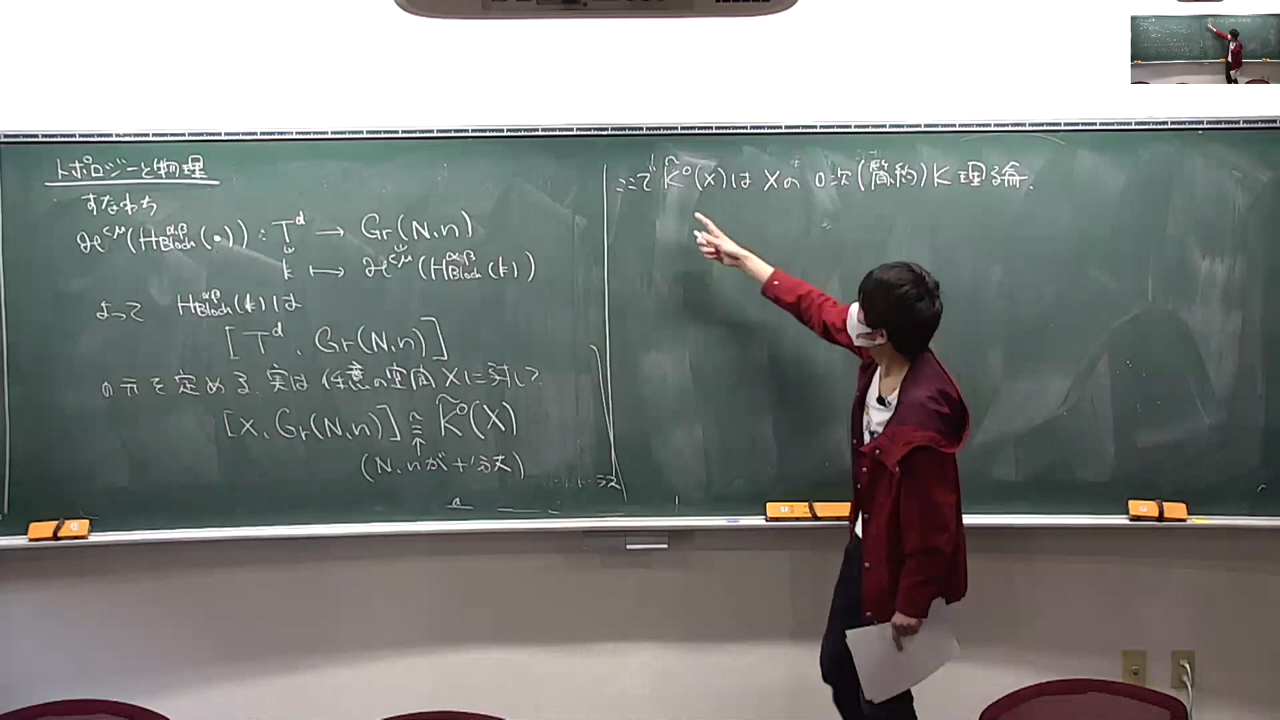 トポロジーと物理
すなわち
ℋ^{<μ}(H^{αβ}_{Bloch}(•)) : T^d → Gr(N,n)
k ↦ ℋ^{<μ}(H^{αβ}_{Bloch}(k))
よって H^{αβ}_{Bloch}(k)は
[T^d, Gr(N,n)]
の元を定める. 実は 任意の空間Xに対して
[X, Gr(N,n)] ≅ K̃^0(X)
↑
(N,nが十分大)
ここで K̃^0(X)は Xの 0次(簡約)K理論.